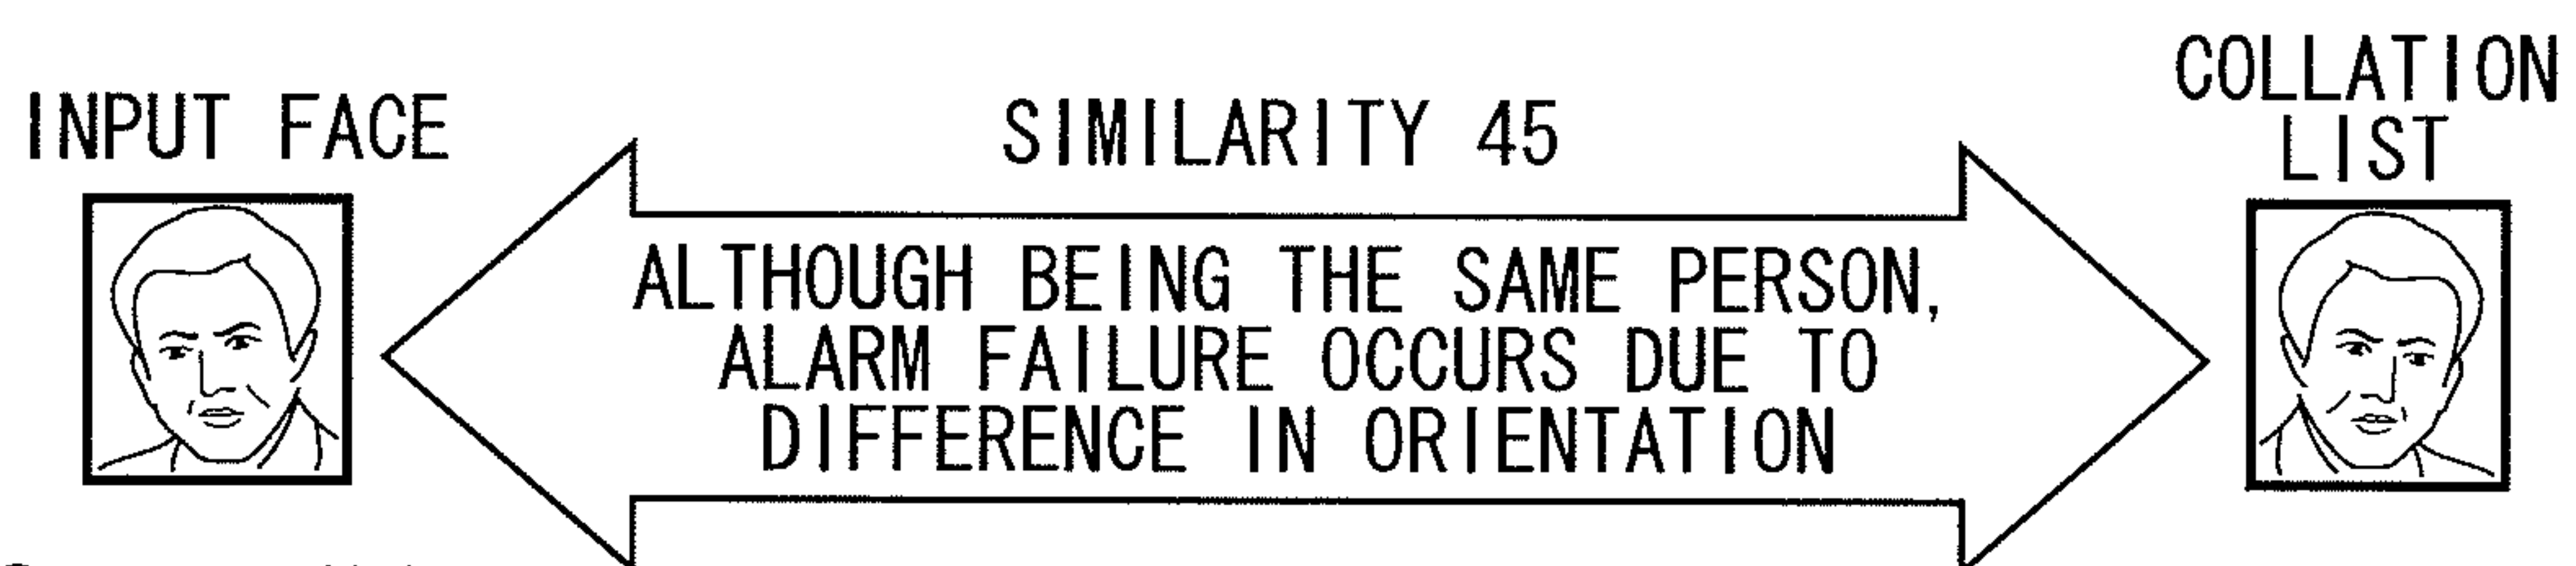 INPUT FACE
SIMILARITY 45
COLLATION
LIST
ALTHOUGH BEING THE SAME PERSON,
ALARM FAILURE OCCURS DUE TO
DIFFERENCE IN ORIENTATION